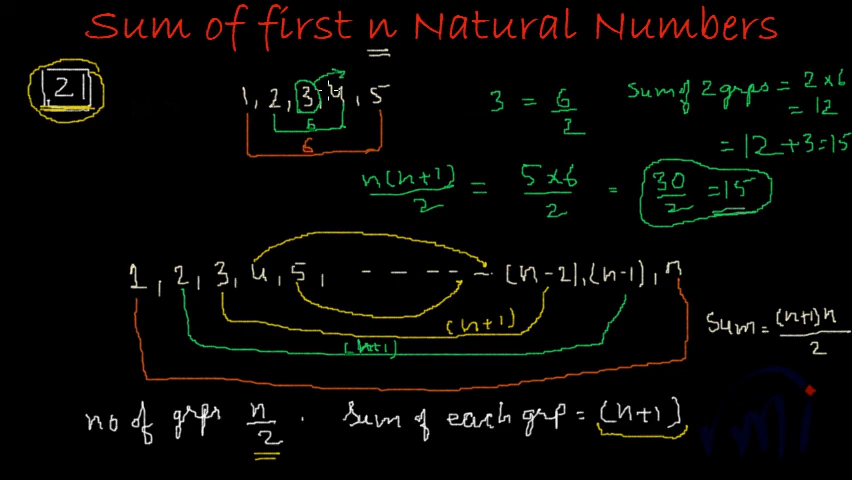 Sum of first n Natural Numbers
21
1, 2, 3, 4, 5
6
6
3 = 6/2
Sum of 2 grps = 2 x 6
= 12
= 12 + 3 = 15
n(n+1)/2 = 5x6/2 = 30/2 = 15
1, 2, 3, 4, 5, - - - - - (n-2), (n-1), n
(n+1)
(n+1)
Sum = (n+1)n/2
no of grps n/2 . Sum of each grp = (n+1)
rmi